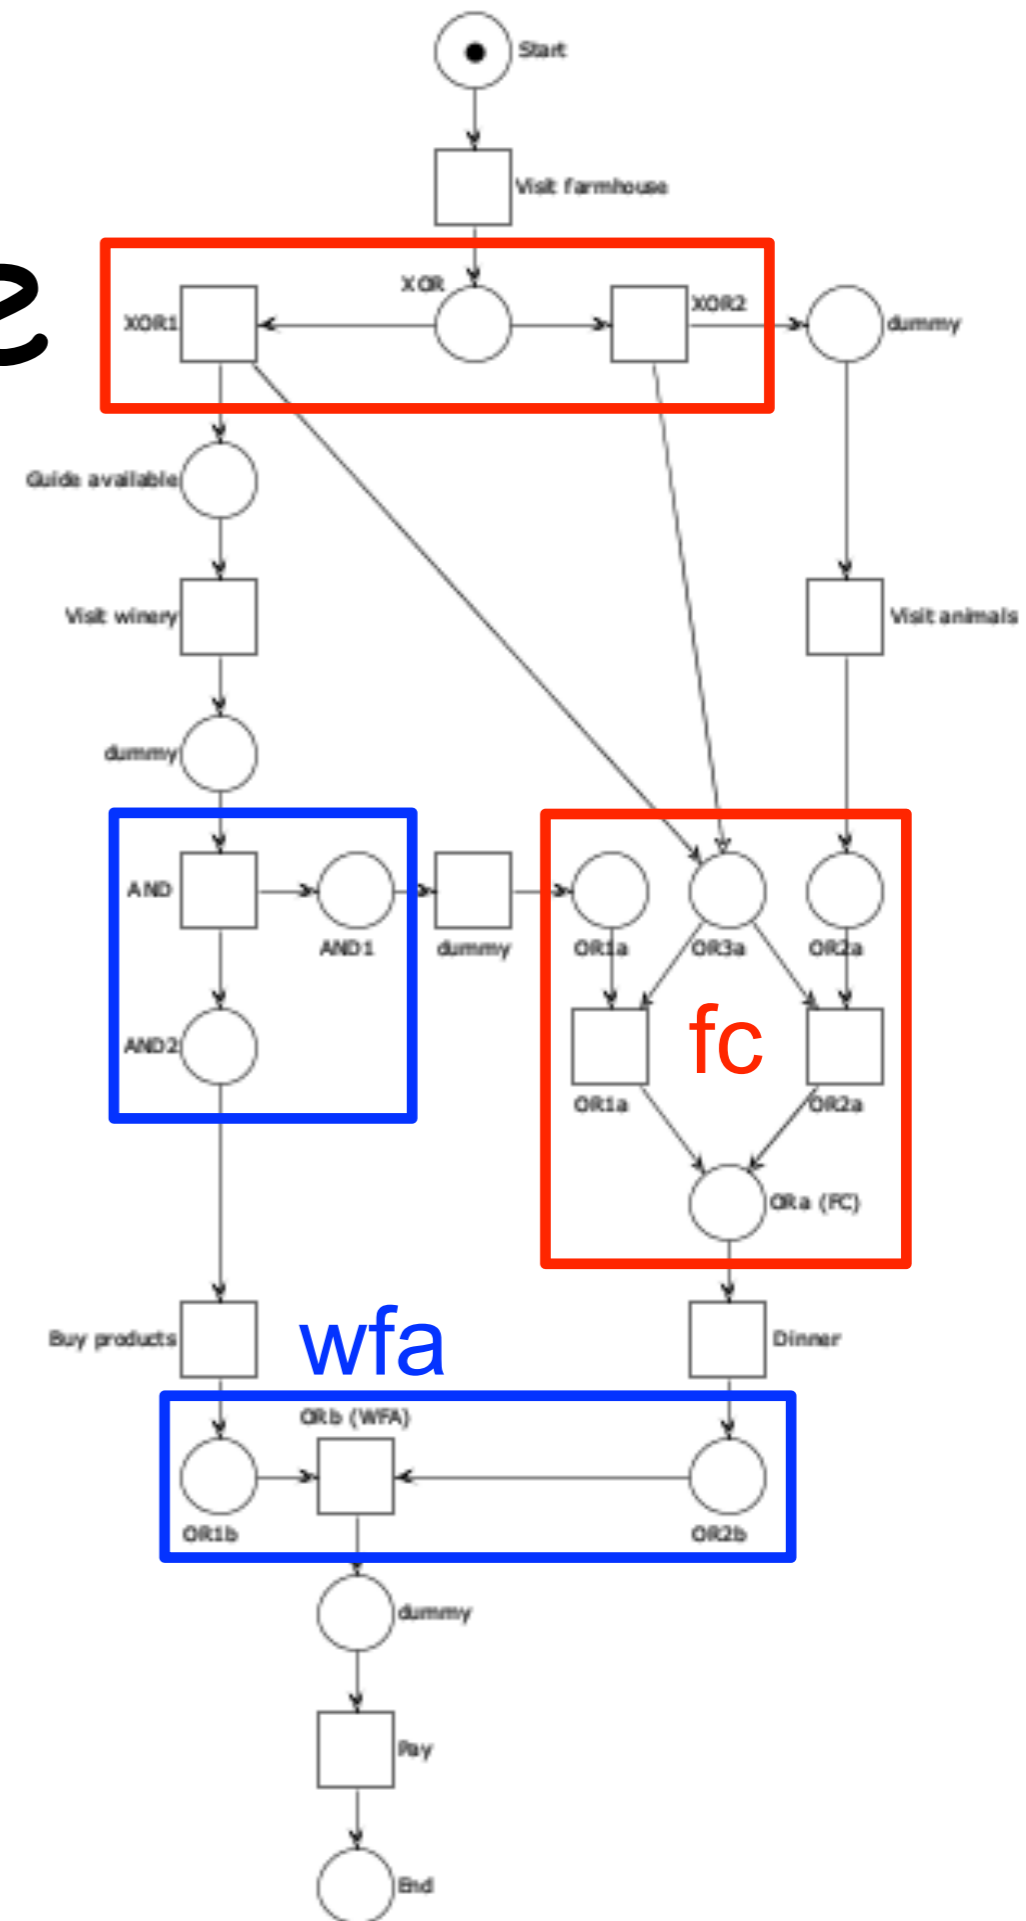 Start
Visit farmhouse
XOR
XOR1
XOR2
dummy
Guide available
Visit winery
Visit animals
dummy
AND
AND1
dummy
OR1a
OR3a
OR2a
fc
AND2
OR1a
OR2a
ORa (FC)
Buy products
wfa
Dinner
ORb (WFA)
OR1b
OR2b
dummy
Pay
End